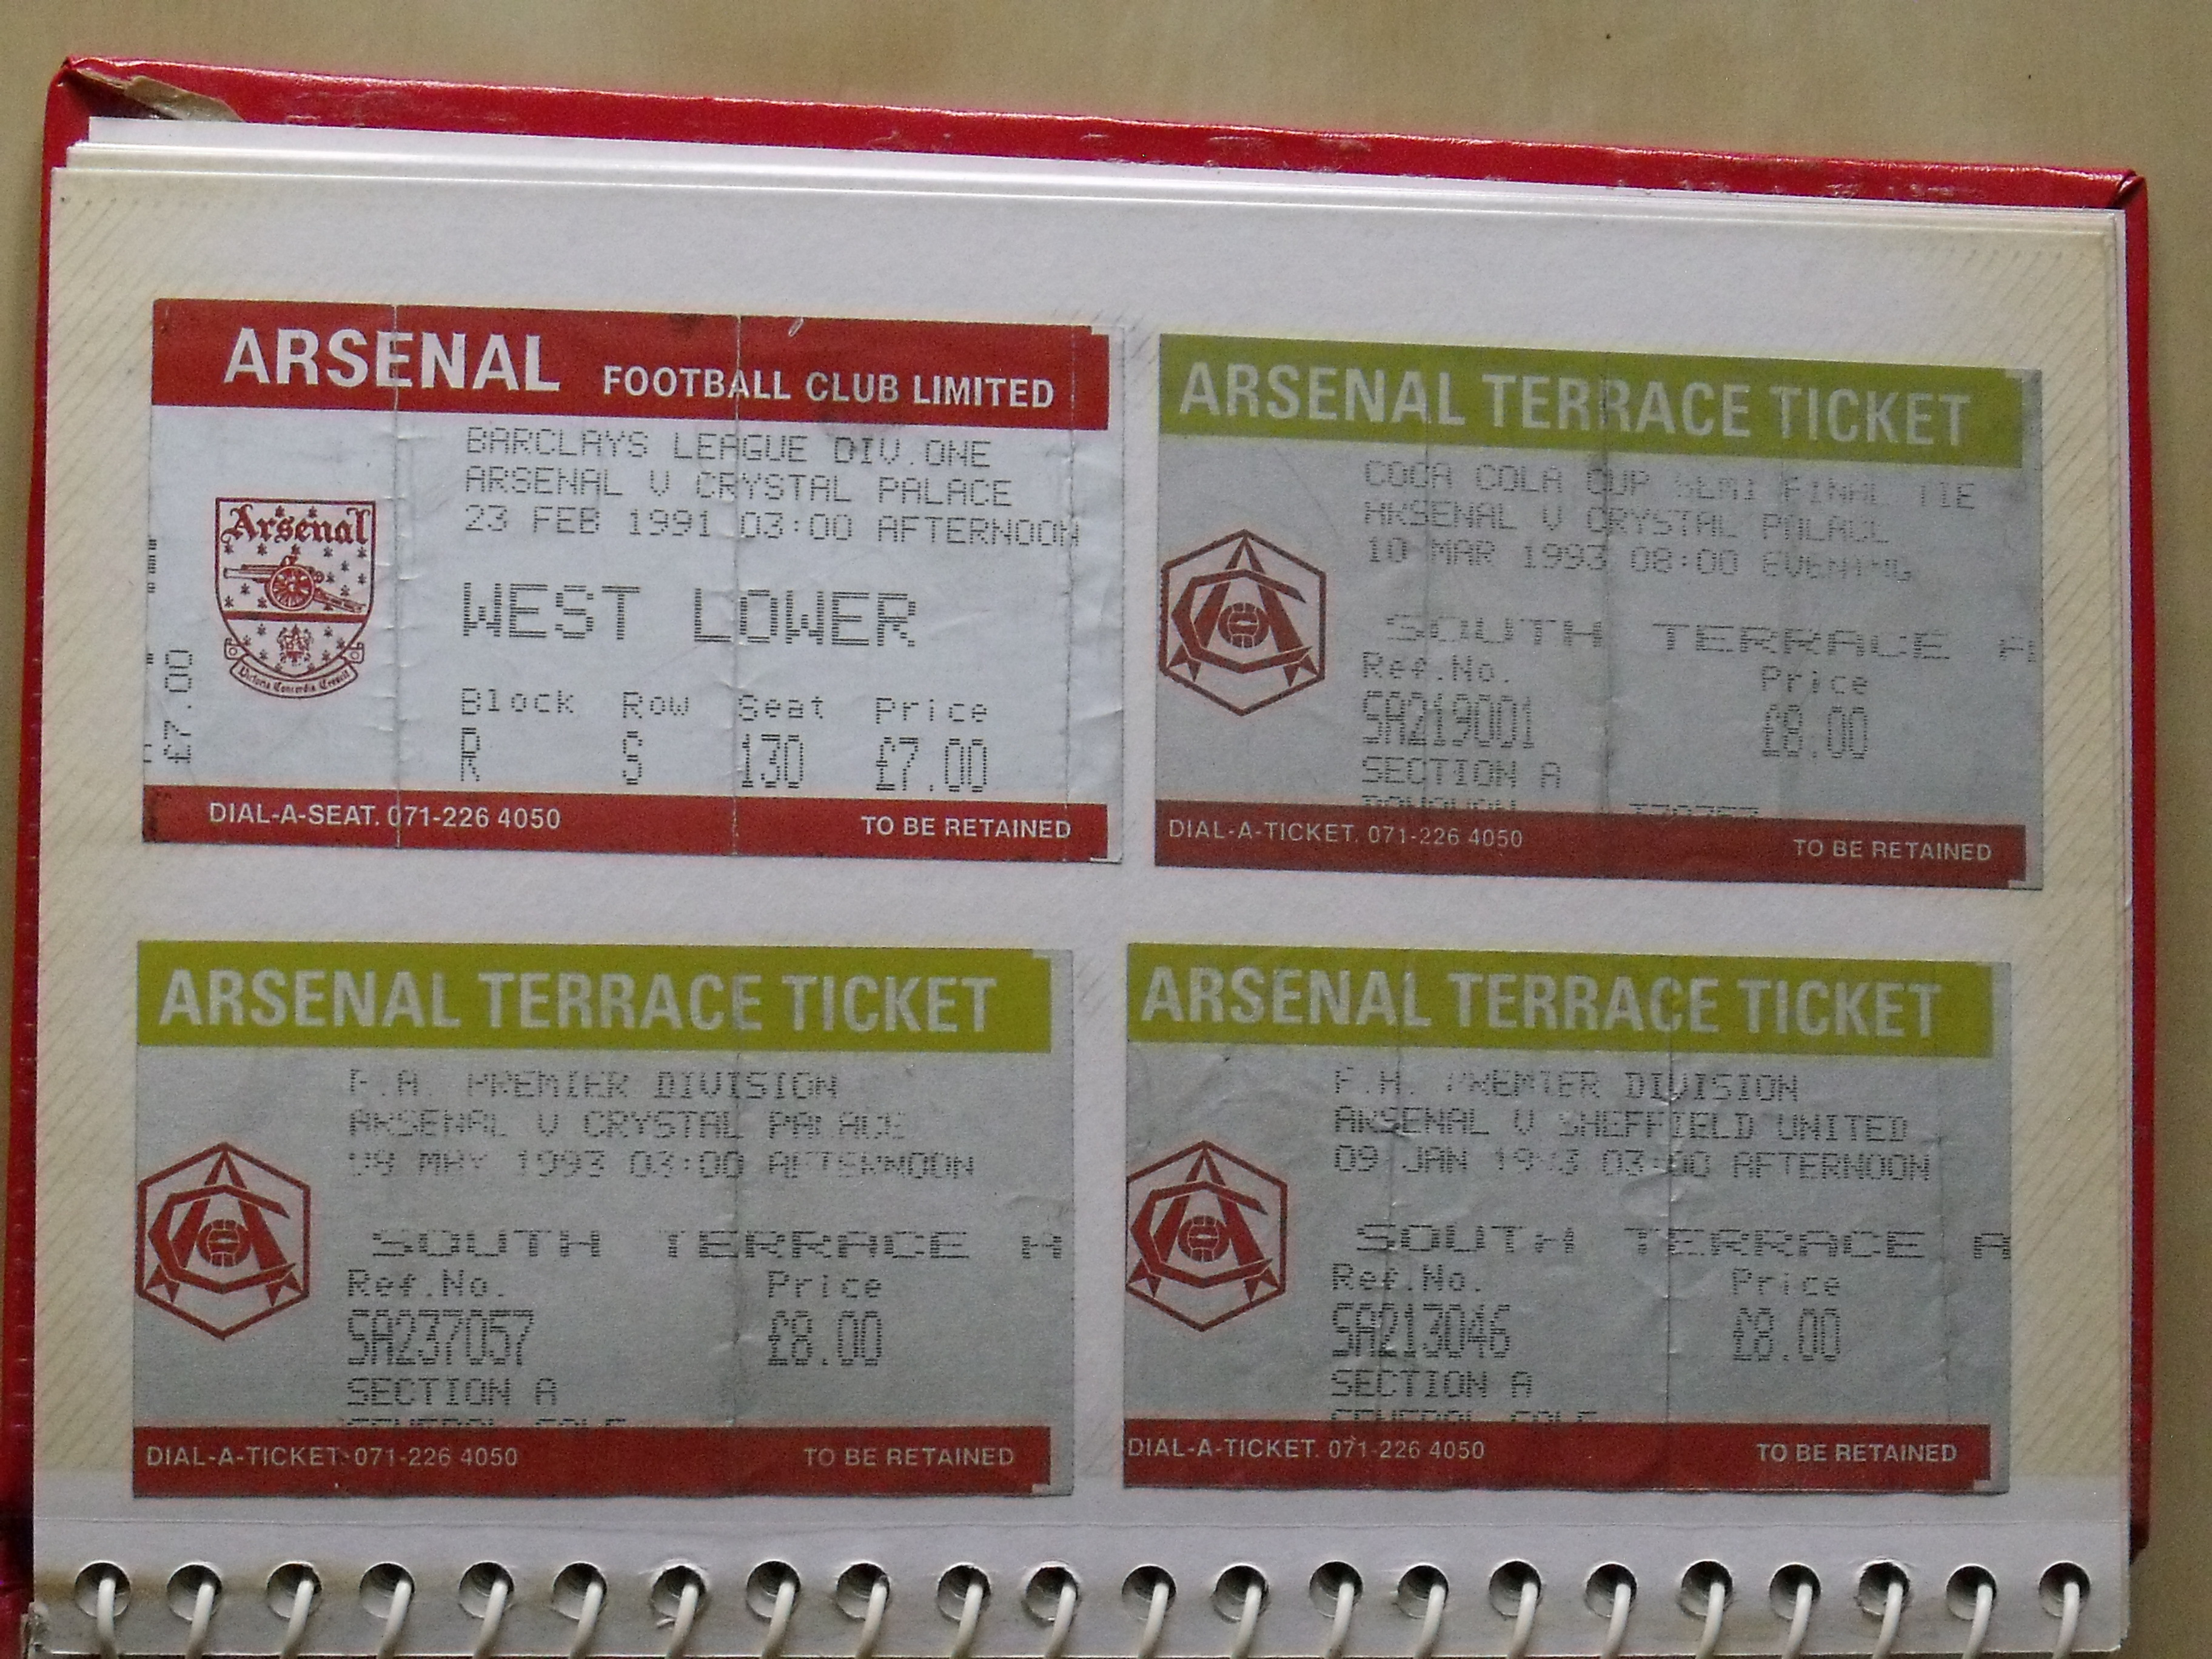 ARSENAL FOOTBALL CLUB LIMITED
BARCLAYS LEAGUE DIV.ONE
ARSENAL V CRYSTAL PALACE
23 FEB 1991 03:00 AFTERNOON
Arsenal
Victoria Concordia Crescit
WEST LOWER
£7.00
Block Row Seat Price
R S 130 £7.00
DIAL-A-SEAT. 071-226 4050 TO BE RETAINED
ARSENAL TERRACE TICKET
COCA COLA CUP SEMI FINAL TIE
ARSENAL V CRYSTAL PALACE
10 MAR 1993 08:00 EVENING
SOUTH TERRACE
Ref.No. Price
SA219001 £8.00
SECTION A
DIAL-A-TICKET. 071-226 4050 TO BE RETAINED
ARSENAL TERRACE TICKET
F.A. PREMIER DIVISION
ARSENAL V CRYSTAL PALACE
MAY 1993 03:00 AFTERNOON
SOUTH TERRACE A
Ref.No. Price
SA237057 £8.00
SECTION A
DIAL-A-TICKET. 071-226 4050 TO BE RETAINED
ARSENAL TERRACE TICKET
F.A. PREMIER DIVISION
ARSENAL V SHEFFIELD UNITED
09 JAN 1993 03:00 AFTERNOON
SOUTH TERRACE A
Ref.No. Price
SA213046 £8.00
SECTION A
DIAL-A-TICKET. 071-226 4050 TO BE RETAINED